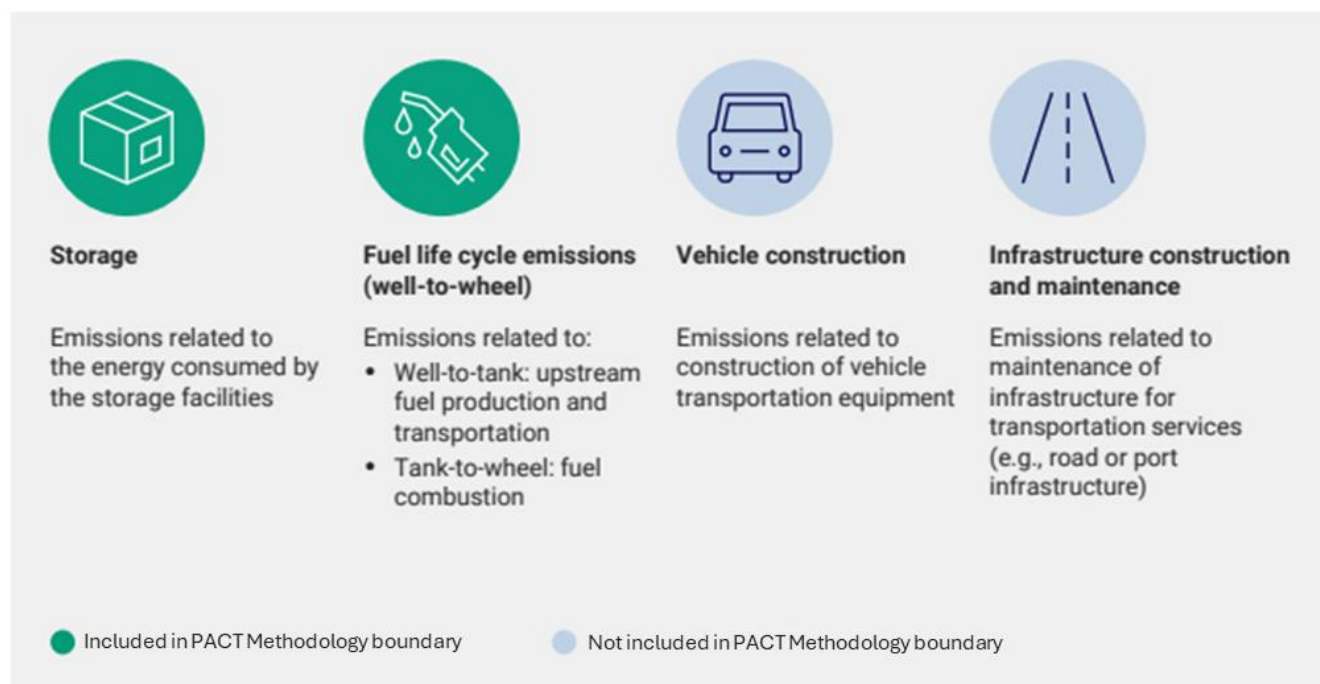 Storage
Emissions related to
the energy consumed by
the storage facilities
Fuel life cycle emissions
(well-to-wheel)
Emissions related to:
• Well-to-tank: upstream
fuel production and
transportation
• Tank-to-wheel: fuel
combustion
Vehicle construction
Emissions related to
construction of vehicle
transportation equipment
Infrastructure construction
and maintenance
Emissions related to
maintenance of
infrastructure for
transportation services
(e.g., road or port
infrastructure)
Included in PACT Methodology boundary
Not included in PACT Methodology boundary